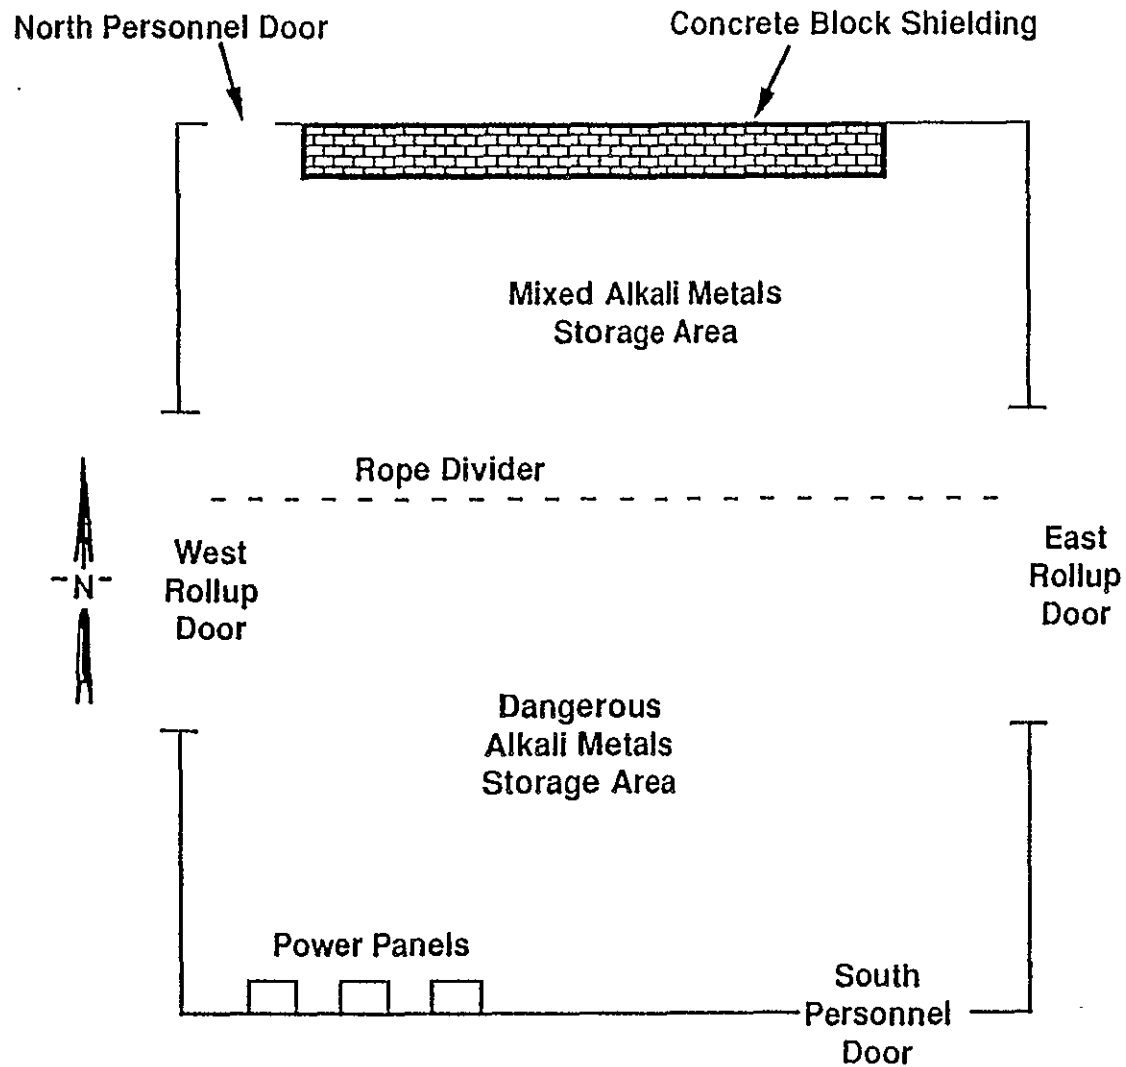 North Personnel Door
Concrete Block Shielding
Mixed Alkali Metals
Storage Area
Rope Divider
West
Rollup
Door
East
Rollup
Door
N
Dangerous
Alkali Metals
Storage Area
Power Panels
South
Personnel
Door